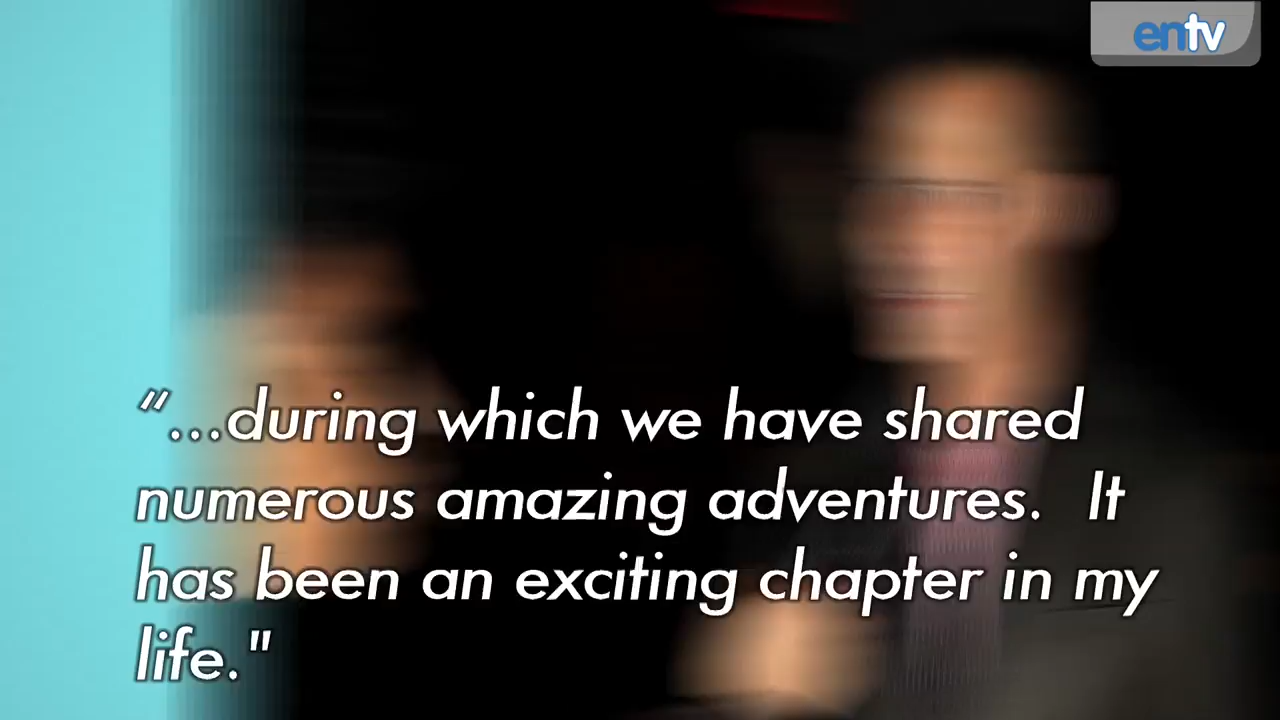 entv
“...during which we have shared
numerous amazing adventures.  It
has been an exciting chapter in my
life."